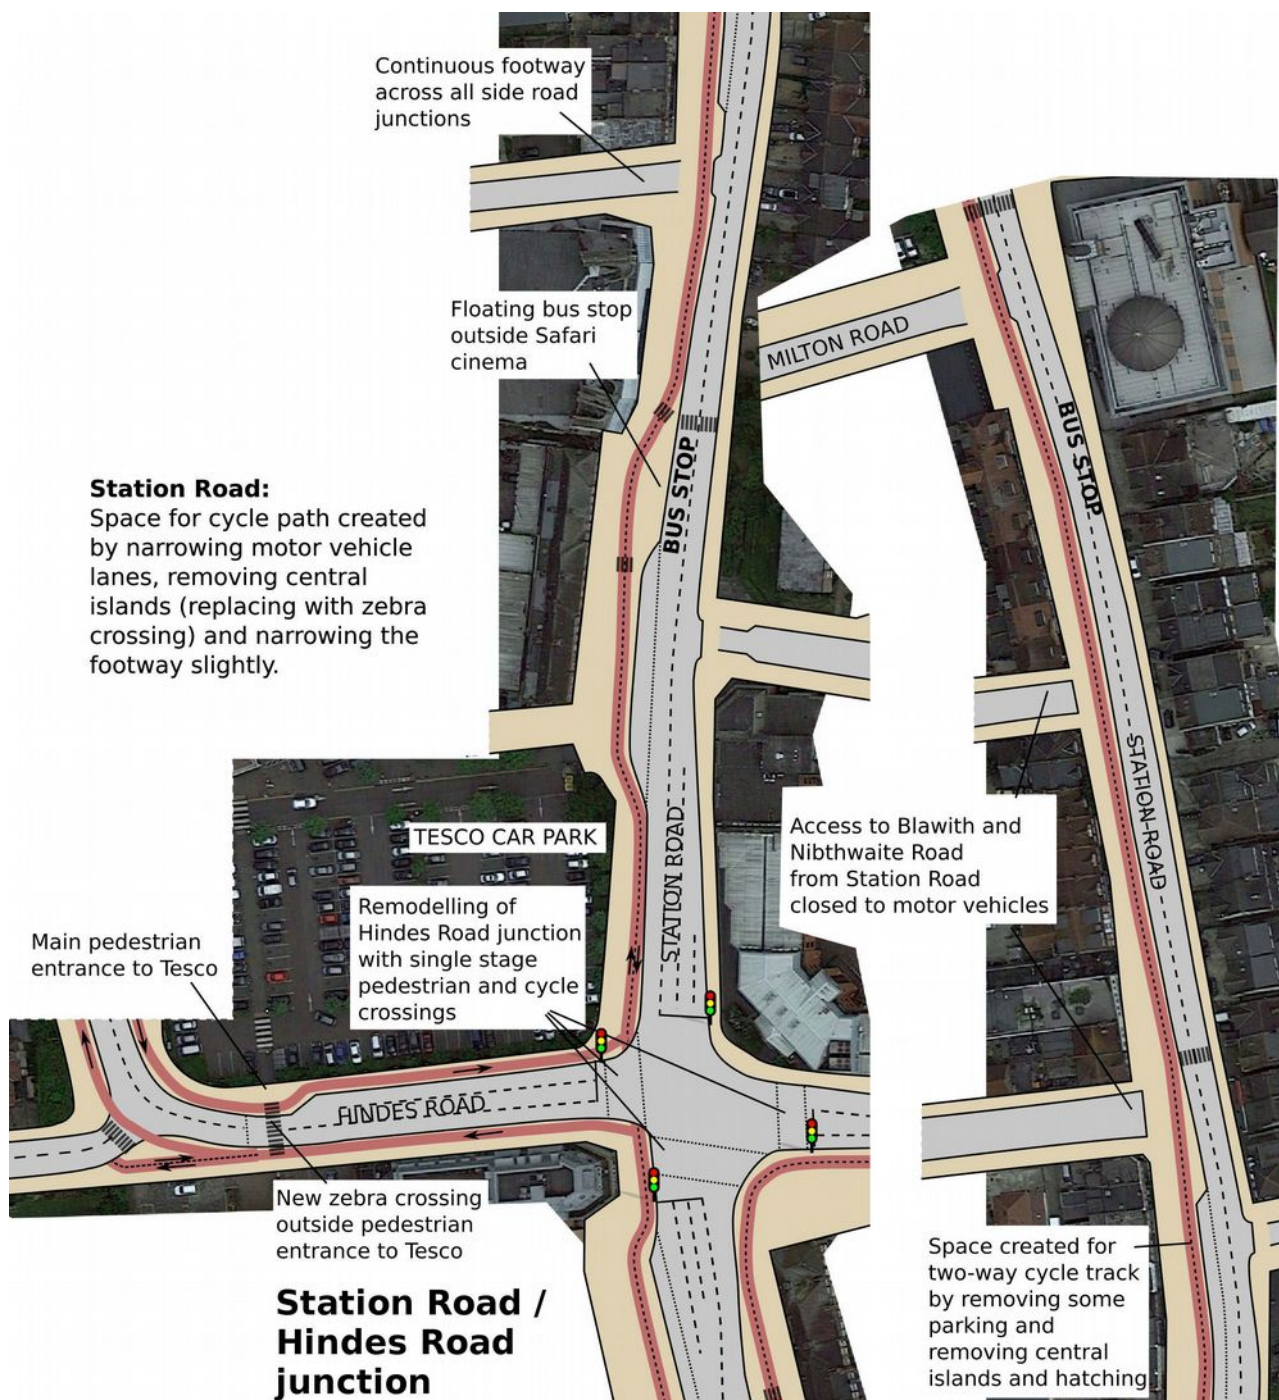 Continuous footway
across all side road
junctions
Floating bus stop
outside Safari
cinema
MILTON ROAD
BUS STOP
BUS STOP
Station Road:
Space for cycle path created
by narrowing motor vehicle
lanes, removing central
islands (replacing with zebra
crossing) and narrowing the
footway slightly.
STATION ROAD
STATION ROAD
TESCO CAR PARK
Access to Blawith and
Nibthwaite Road
from Station Road
closed to motor vehicles
Remodelling of
Hindes Road junction
with single stage
pedestrian and cycle
crossings
Main pedestrian
entrance to Tesco
HINDES ROAD
New zebra crossing
outside pedestrian
entrance to Tesco
Space created for
two-way cycle track
by removing some
parking and
removing central
islands and hatching
Station Road /
Hindes Road
junction